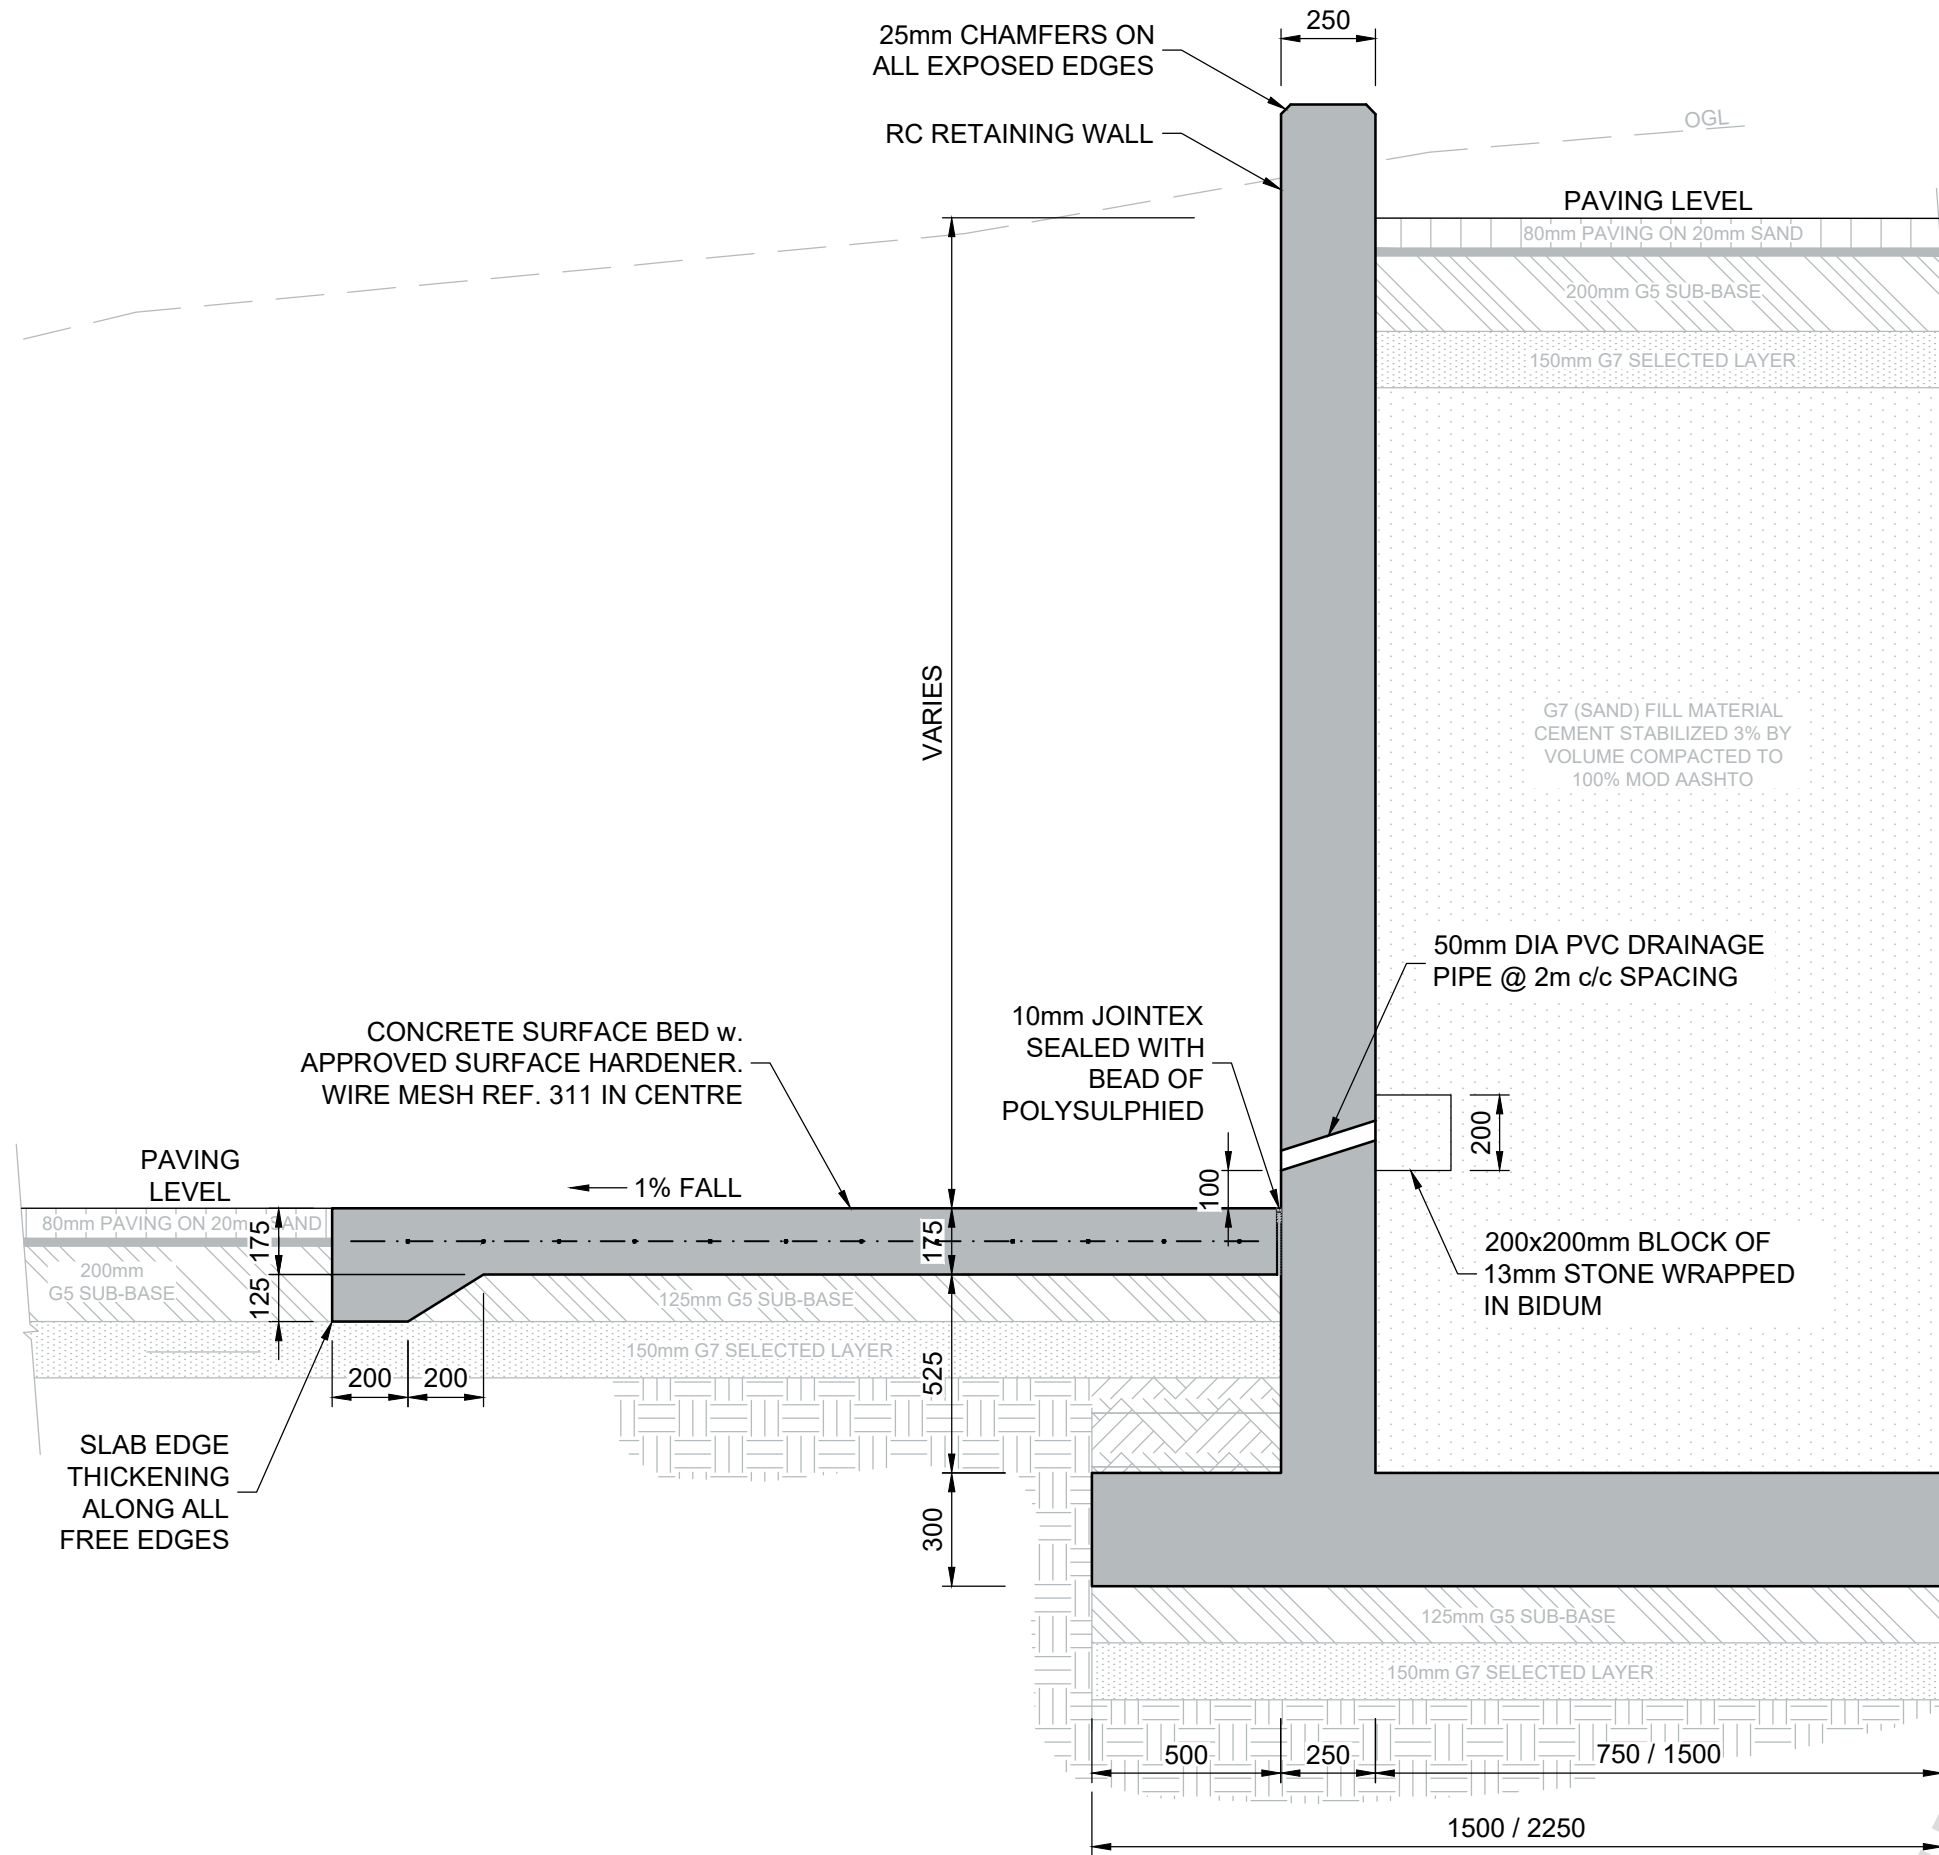 250
25mm CHAMFERS ON
ALL EXPOSED EDGES
RC RETAINING WALL
OGL
PAVING LEVEL
80mm PAVING ON 20mm SAND
200mm G5 SUB-BASE
150mm G7 SELECTED LAYER
VARIES
G7 (SAND) FILL MATERIAL
CEMENT STABILIZED 3% BY
VOLUME COMPACTED TO
100% MOD AASHTO
50mm DIA PVC DRAINAGE
PIPE @ 2m c/c SPACING
10mm JOINTEX
SEALED WITH
BEAD OF
POLYSULPHIED
CONCRETE SURFACE BED w.
APPROVED SURFACE HARDENER.
WIRE MESH REF. 311 IN CENTRE
200
100
PAVING
LEVEL
1% FALL
80mm PAVING ON 20m SAND
175
175
200x200mm BLOCK OF
13mm STONE WRAPPED
IN BIDUM
200mm
G5 SUB-BASE
125
125mm G5 SUB-BASE
150mm G7 SELECTED LAYER
200
200
525
SLAB EDGE
THICKENING
ALONG ALL
FREE EDGES
300
125mm G5 SUB-BASE
150mm G7 SELECTED LAYER
500
250
750 / 1500
1500 / 2250